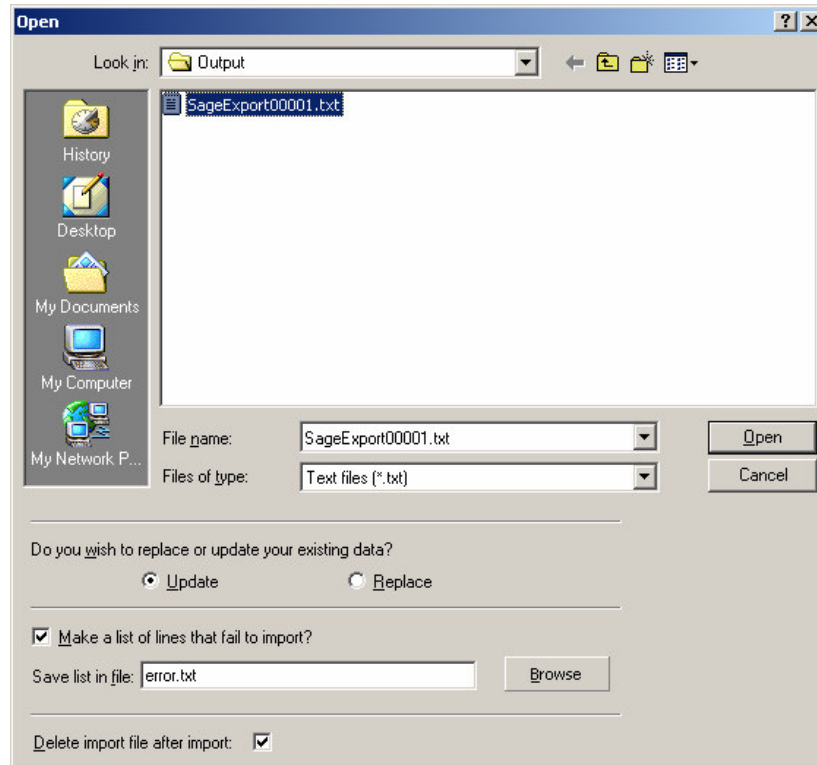 Open
Look in: Output
SageExport00001.txt
History
Desktop
My Documents
My Computer
My Network P...
File name: SageExport00001.txt Open
Files of type: Text files (*.txt) Cancel
Do you wish to replace or update your existing data?
Update Replace
Make a list of lines that fail to import?
Save list in file: error.txt Browse
Delete import file after import: